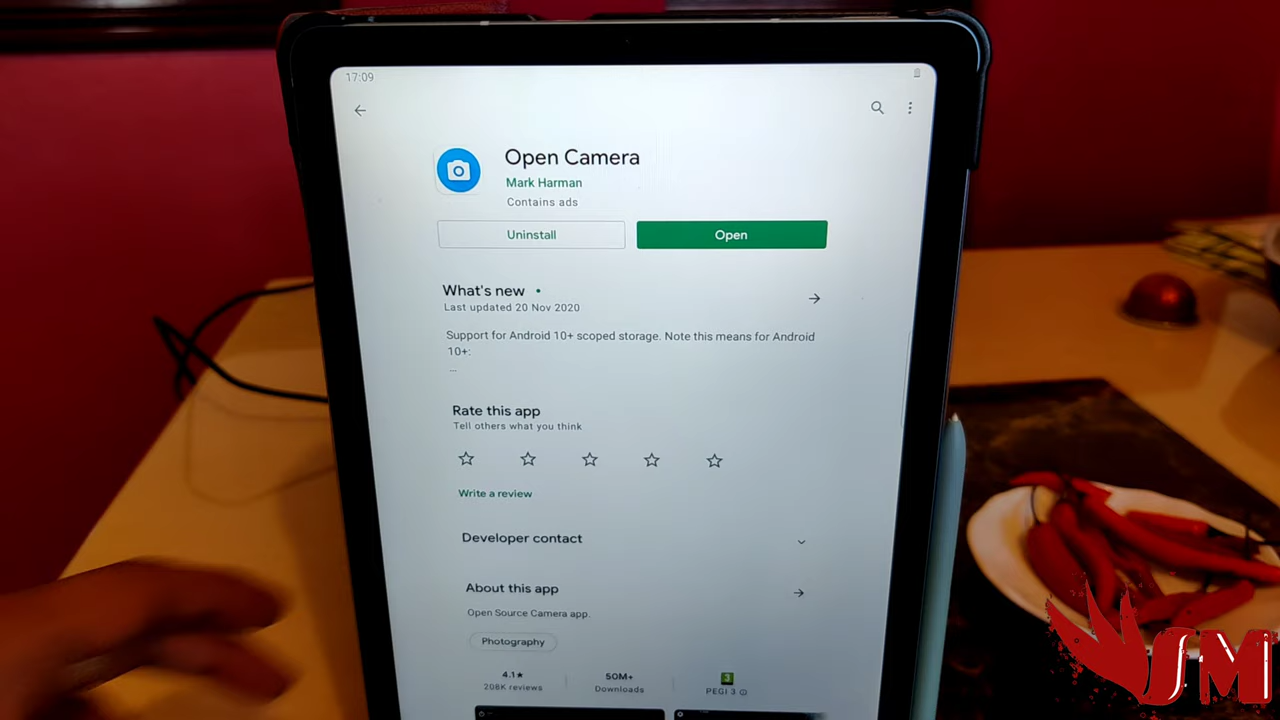 17:09
Open Camera
Mark Harman
Contains ads
Uninstall
Open
What's new
Last updated 20 Nov 2020
Support for Android 10+ scoped storage. Note this means for Android
10+:
...
Rate this app
Tell others what you think
Write a review
Developer contact
About this app
Open Source Camera app.
Photography
4.1★
208K reviews
50M+
Downloads
3
PEGI 3
SM